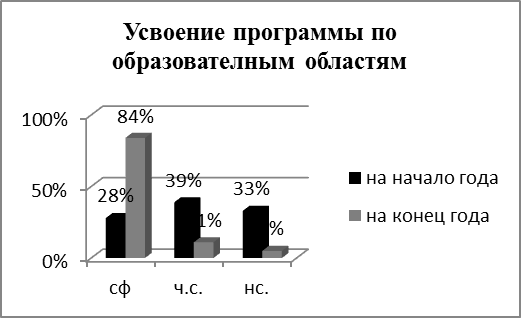 Усвоение программы по
образователным областям
100%
50%
0%
84%
28%
39%
33%
1%
%
сф
ч.с.
нс.
на начало года
на конец года